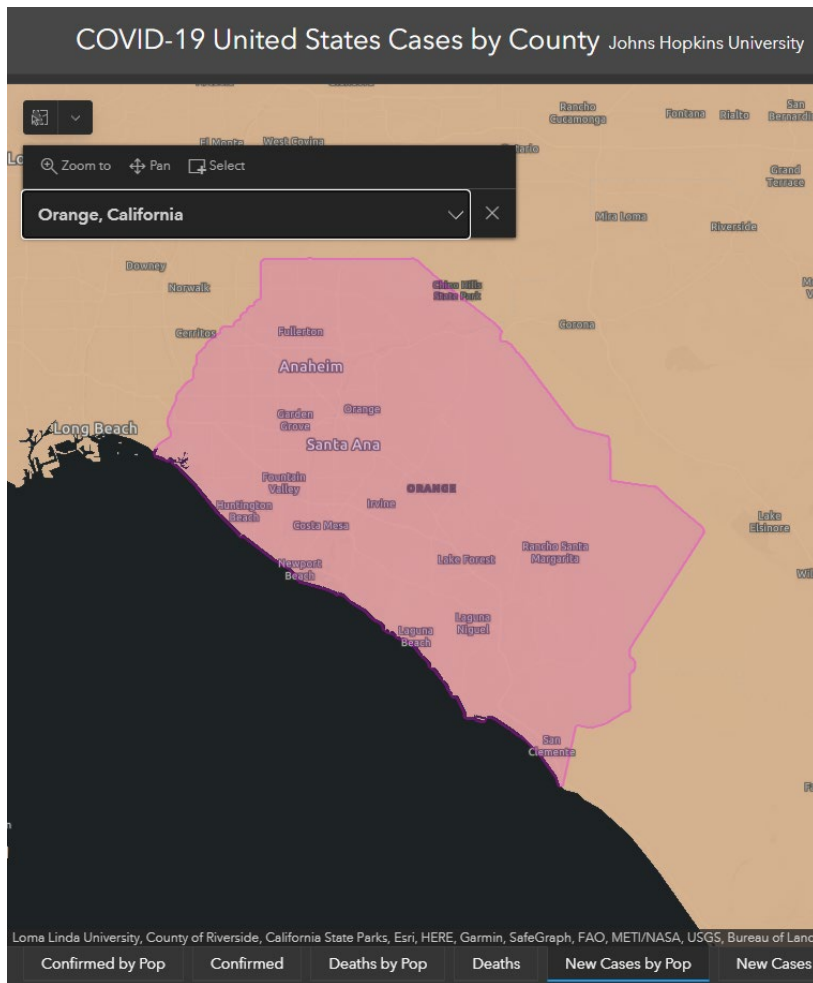 COVID-19 United States Cases by County Johns Hopkins University
Rancho
Cucamonga
Fontana
Rialto
San
El Monte
West Covina
Zoom to
Pan
Select
Grand
Terrace
Orange, California
Mira Loma
Riverside
Downey
Norwalk
Chino Hills
State Park
Cerritos
Fullerton
Corona
Anaheim
Garden
Grove
Orange
Long Beach
Santa Ana
Fountain
Valley
ORANGE
Huntington
Beach
Irvine
Costa Mesa
Lake
Elsinore
Rancho Santa
Margarita
Lake Forest
Newport
Beach
Laguna
Niguel
Laguna
Beach
San
Clemente
Loma Linda University, County of Riverside, California State Parks, Esri, HERE, Garmin, SafeGraph, FAO, METI/NASA, USGS, Bureau of Land
Confirmed by Pop
Confirmed
Deaths by Pop
Deaths
New Cases by Pop
New Cases